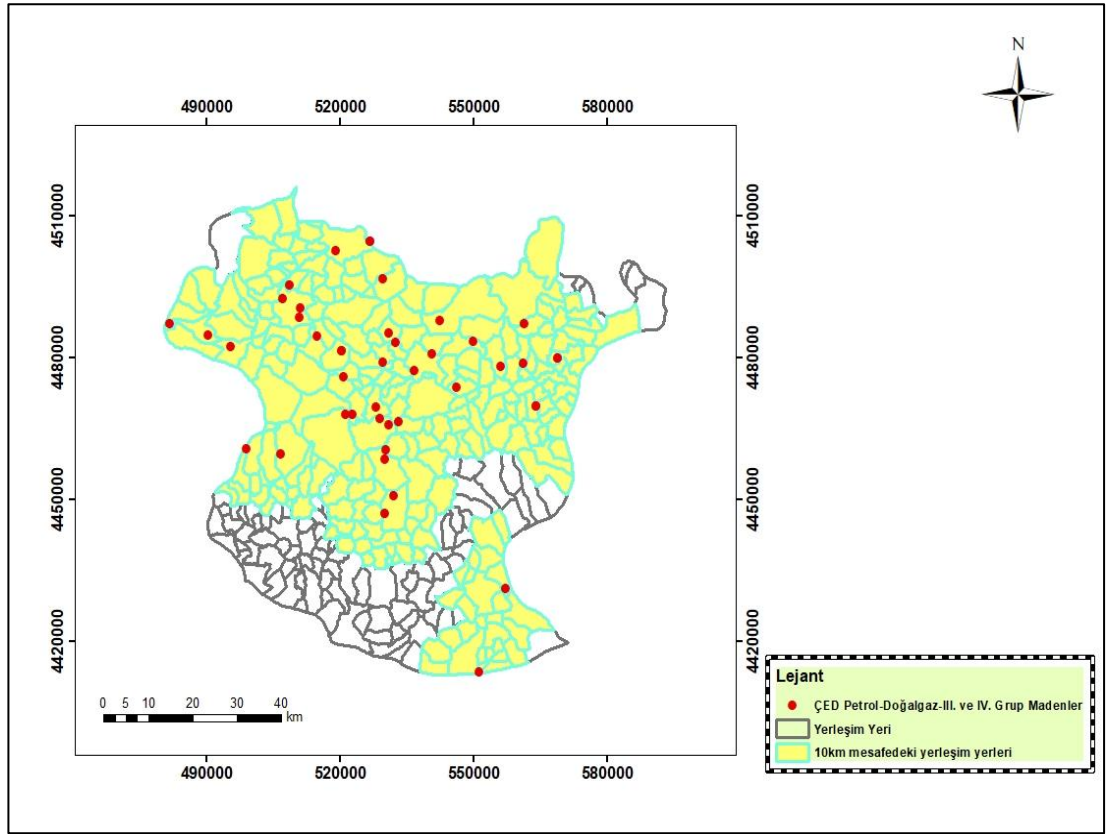 N
490000 520000 550000 580000
4510000 4510000
4480000 4480000
4450000 4450000
4420000 4420000
0 5 10 20 30 40
km
490000 520000 550000 580000
Lejant
ÇED Petrol-Doğalgaz-III. ve IV. Grup Madenler
Yerleşim Yeri
10km mesafedeki yerleşim yerleri